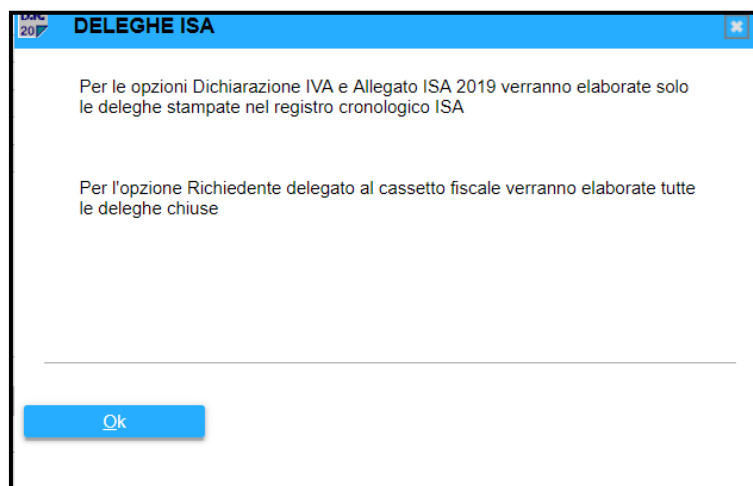 20
DELEGHE ISA
Per le opzioni Dichiarazione IVA e Allegato ISA 2019 verranno elaborate solo
le deleghe stampate nel registro cronologico ISA
Per l'opzione Richiedente delegato al cassetto fiscale verranno elaborate tutte
le deleghe chiuse
Ok